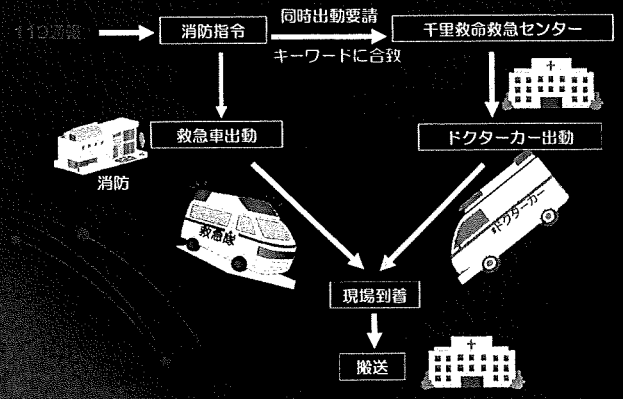 119通報
消防指令
同時出動要請
キーワードに合致
千里救命救急センター
救急車出動
ドクターカー出動
消防
救急隊
ドクターカー
現場到着
搬送